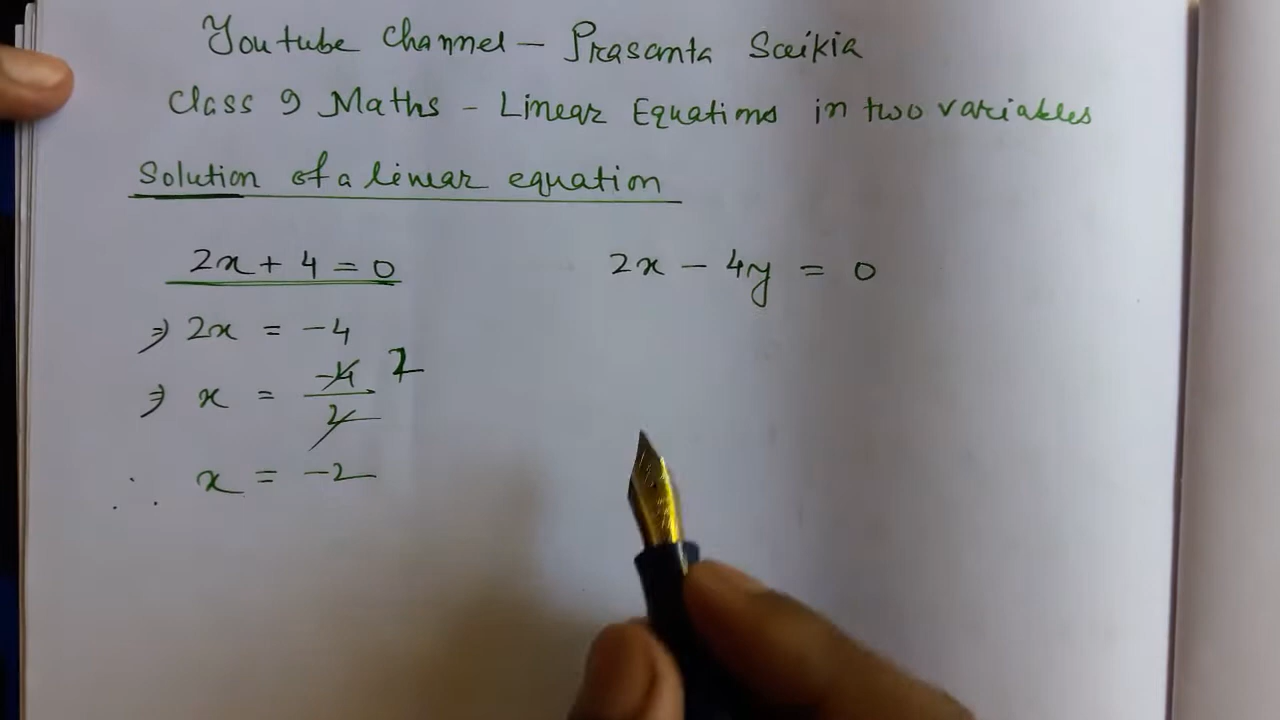 Youtube Channel - Prasanta Saikia
Class 9 Maths - Linear Equations in two variables
Solution of a linear equation
2x + 4 = 0
⇒ 2x = -4
⇒ x = -4/2 2
∴ x = -2
2x - 4y = 0